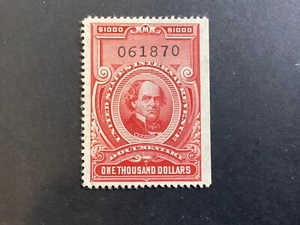 $1000 M $1000
061870
UNITED STATES INTERNAL REVENUE
DOCUMENTARY
ONE THOUSAND DOLLARS